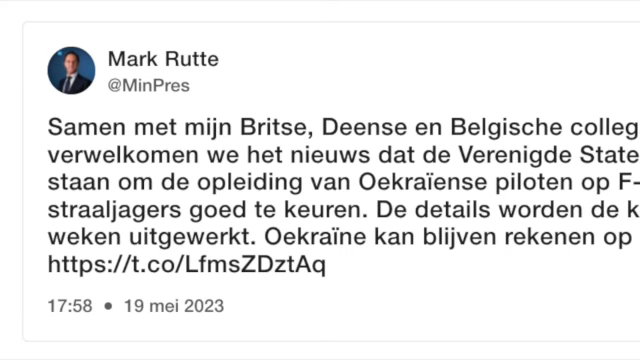 Mark Rutte
@MinPres
Samen met mijn Britse, Deense en Belgische colleg
verwelkomen we het nieuws dat de Verenigde State
staan om de opleiding van Oekraïense piloten op F-
straaljagers goed te keuren. De details worden de k
weken uitgewerkt. Oekraïne kan blijven rekenen op
https://t.co/LfmsZDztAq
17:58 • 19 mei 2023